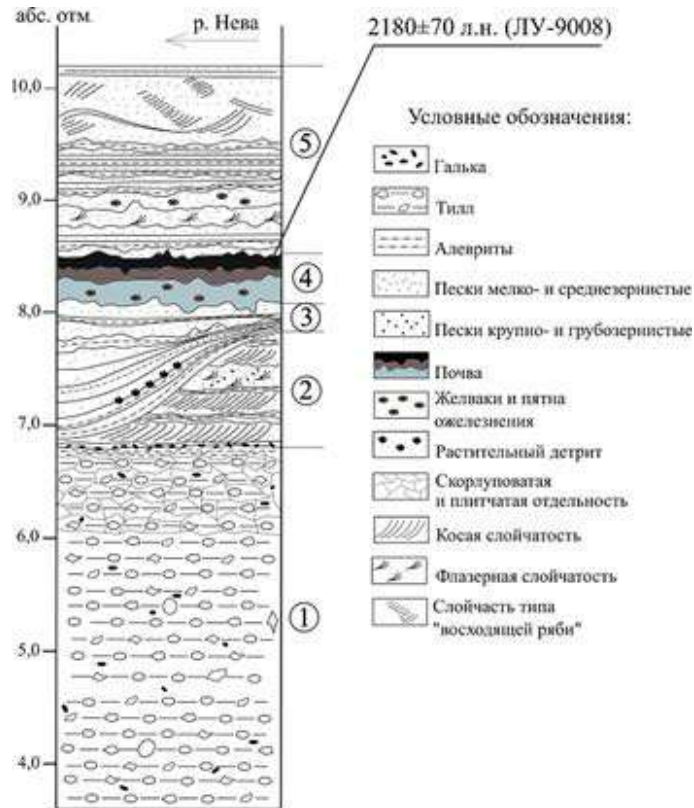 абс. отм.
р. Нева
2180±70 л.н. (ЛУ-9008)
10,0
9,0
8,0
7,0
6,0
5,0
4,0
5
4
3
2
1
Условные обозначения:
Галька
Тилл
Алевриты
Пески мелко- и среднезернистые
Пески крупно- и грубозернистые
Почва
Желваки и пятна
ожелезнения
Растительный детрит
Скорлуповатая
и плитчатая отдельность
Косая слойчатость
Флазерная слойчатость
Слойчасть типа
"восходящей ряби"